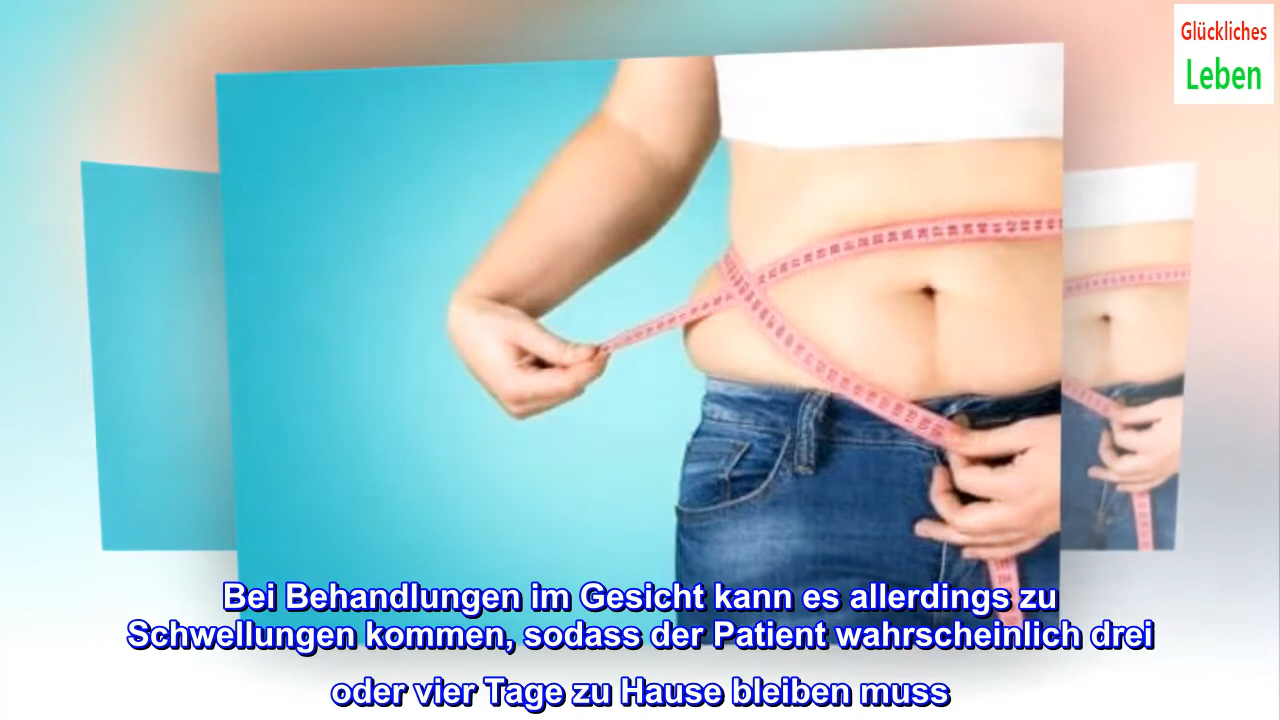 Glückliches
Leben
Bei Behandlungen im Gesicht kann es allerdings zu
Schwellungen kommen, sodass der Patient wahrscheinlich drei
oder vier Tage zu Hause bleiben muss